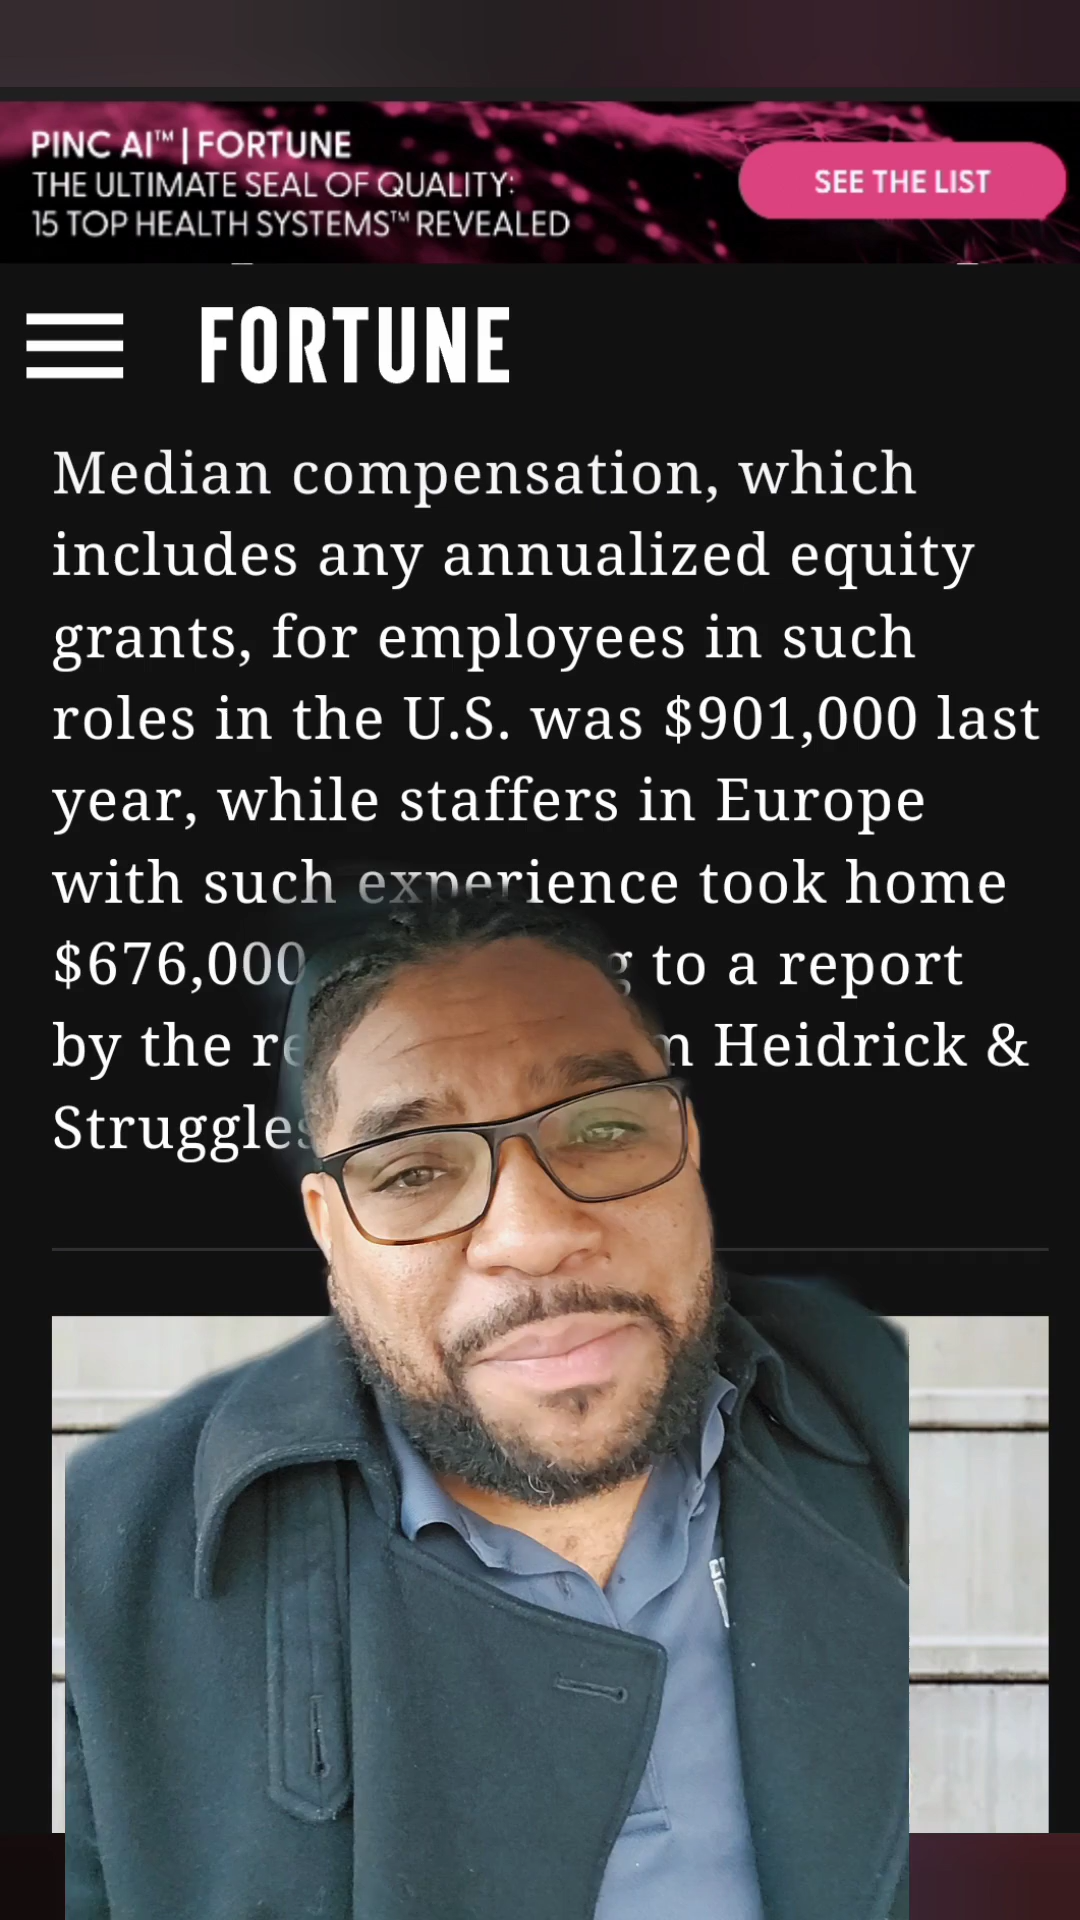 PINC AI™ | FORTUNE
THE ULTIMATE SEAL OF QUALITY:
15 TOP HEALTH SYSTEMS™ REVEALED
SEE THE LIST
FORTUNE
Median compensation, which
includes any annualized equity
grants, for employees in such
roles in the U.S. was $901,000 last
year, while staffers in Europe
with such experience took home
$676,000 to a report
by the Heidrick &
Struggles